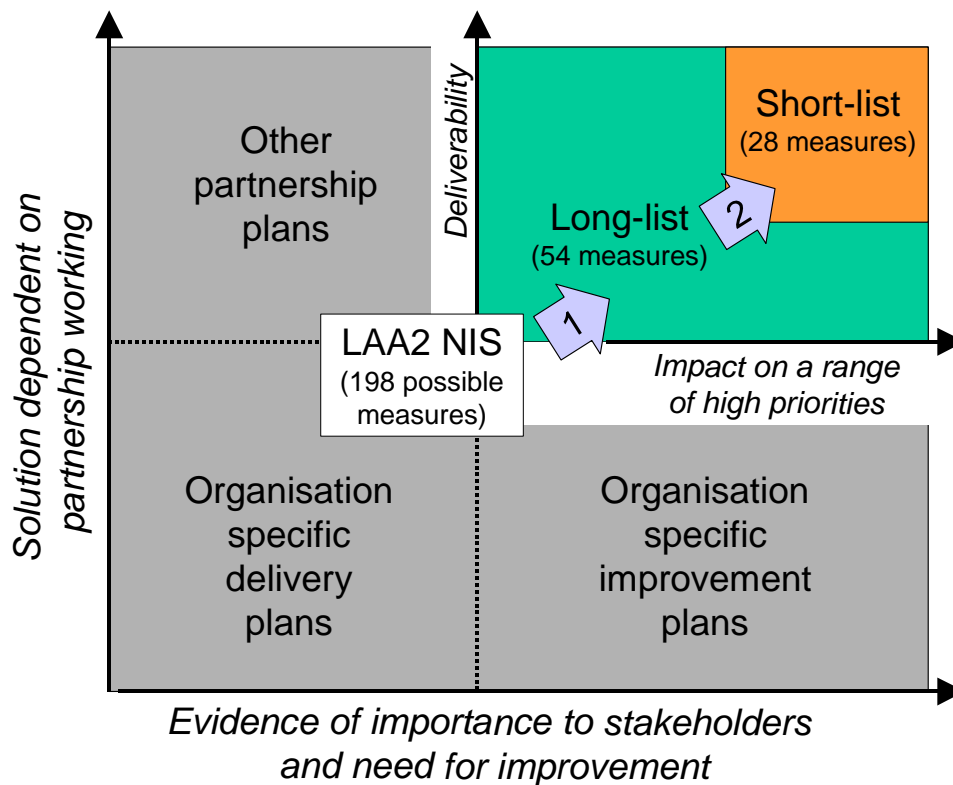 Solution dependent on
partnership working
Other
partnership
plans
Deliverability
Short-list
(28 measures)
2
Long-list
(54 measures)
1
LAA2 NIS
(198 possible
measures)
Impact on a range
of high priorities
Organisation
specific
delivery
plans
Organisation
specific
improvement
plans
Evidence of importance to stakeholders
and need for improvement